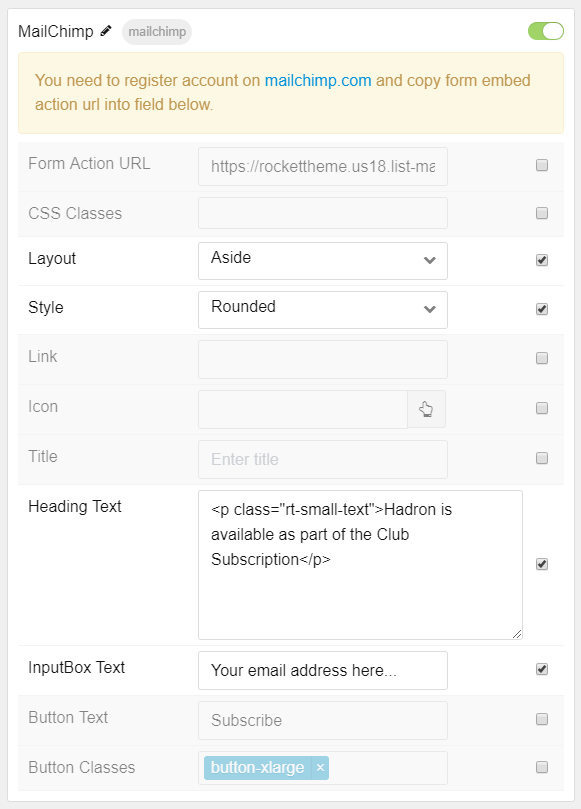 MailChimp mailchimp
You need to register account on mailchimp.com and copy form embed
action url into field below.
Form Action URL https://rockettheme.us18.list-ma
CSS Classes
Layout Aside
Style Rounded
Link
Icon
Title Enter title
Heading Text <p class="rt-small-text">Hadron is
available as part of the Club
Subscription</p>
InputBox Text Your email address here...
Button Text Subscribe
Button Classes button-xlarge ×